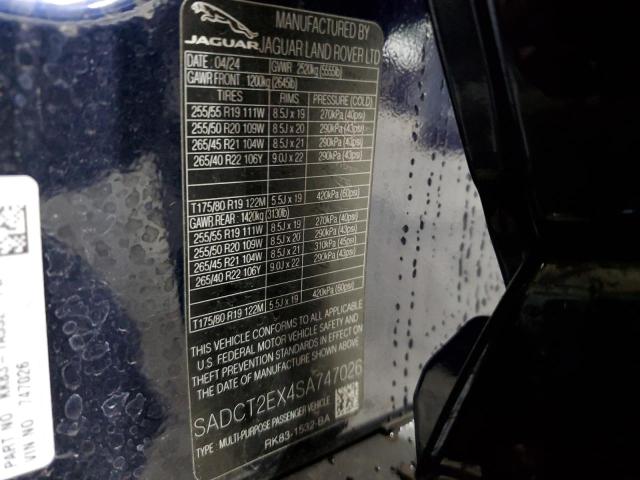 MANUFACTURED BY
JAGUAR JAGUAR LAND ROVER LTD
DATE 04/24 GVWR 2520kg (5555lb)
GAWR FRONT 1200kg (2645lb)
TIRES RIMS PRESSURE (COLD)
255/55 R19 111W 8.5J x 19 270kPa (40psi)
255/50 R20 109W 8.5J x 20 290kPa (43psi)
265/45 R21 104W 8.5J x 21 290kPa (43psi)
265/40 R22 106Y 9.0J x 22 290kPa (43psi)
T175/80 R19 122M 5.5J x 19 420kPa (60psi)
GAWR REAR : 1420kg (3130lb)
255/55 R19 111W 8.5J x 19 270kPa (40psi)
255/50 R20 109W 8.5J x 20 290kPa (43psi)
265/45 R21 104W 8.5J x 21 310kPa (45psi)
265/40 R22 106Y 9.0J x 22 290kPa (43psi)
T175/80 R19 122M 5.5J x 19 420kPa (60psi)
THIS VEHICLE CONFORMS TO ALL APPLICABLE
U.S. FEDERAL MOTOR VEHICLE SAFETY AND
THEFT PREVENTION STANDARDS IN EFFECT ON
THE DATE OF MANUFACTURE SHOWN ABOVE
SADCT2EX4SA747026
TYPE : MULTI-PURPOSE PASSENGER VEHICLE
RK83-1532-BA
PART NO
VIN NO 747026